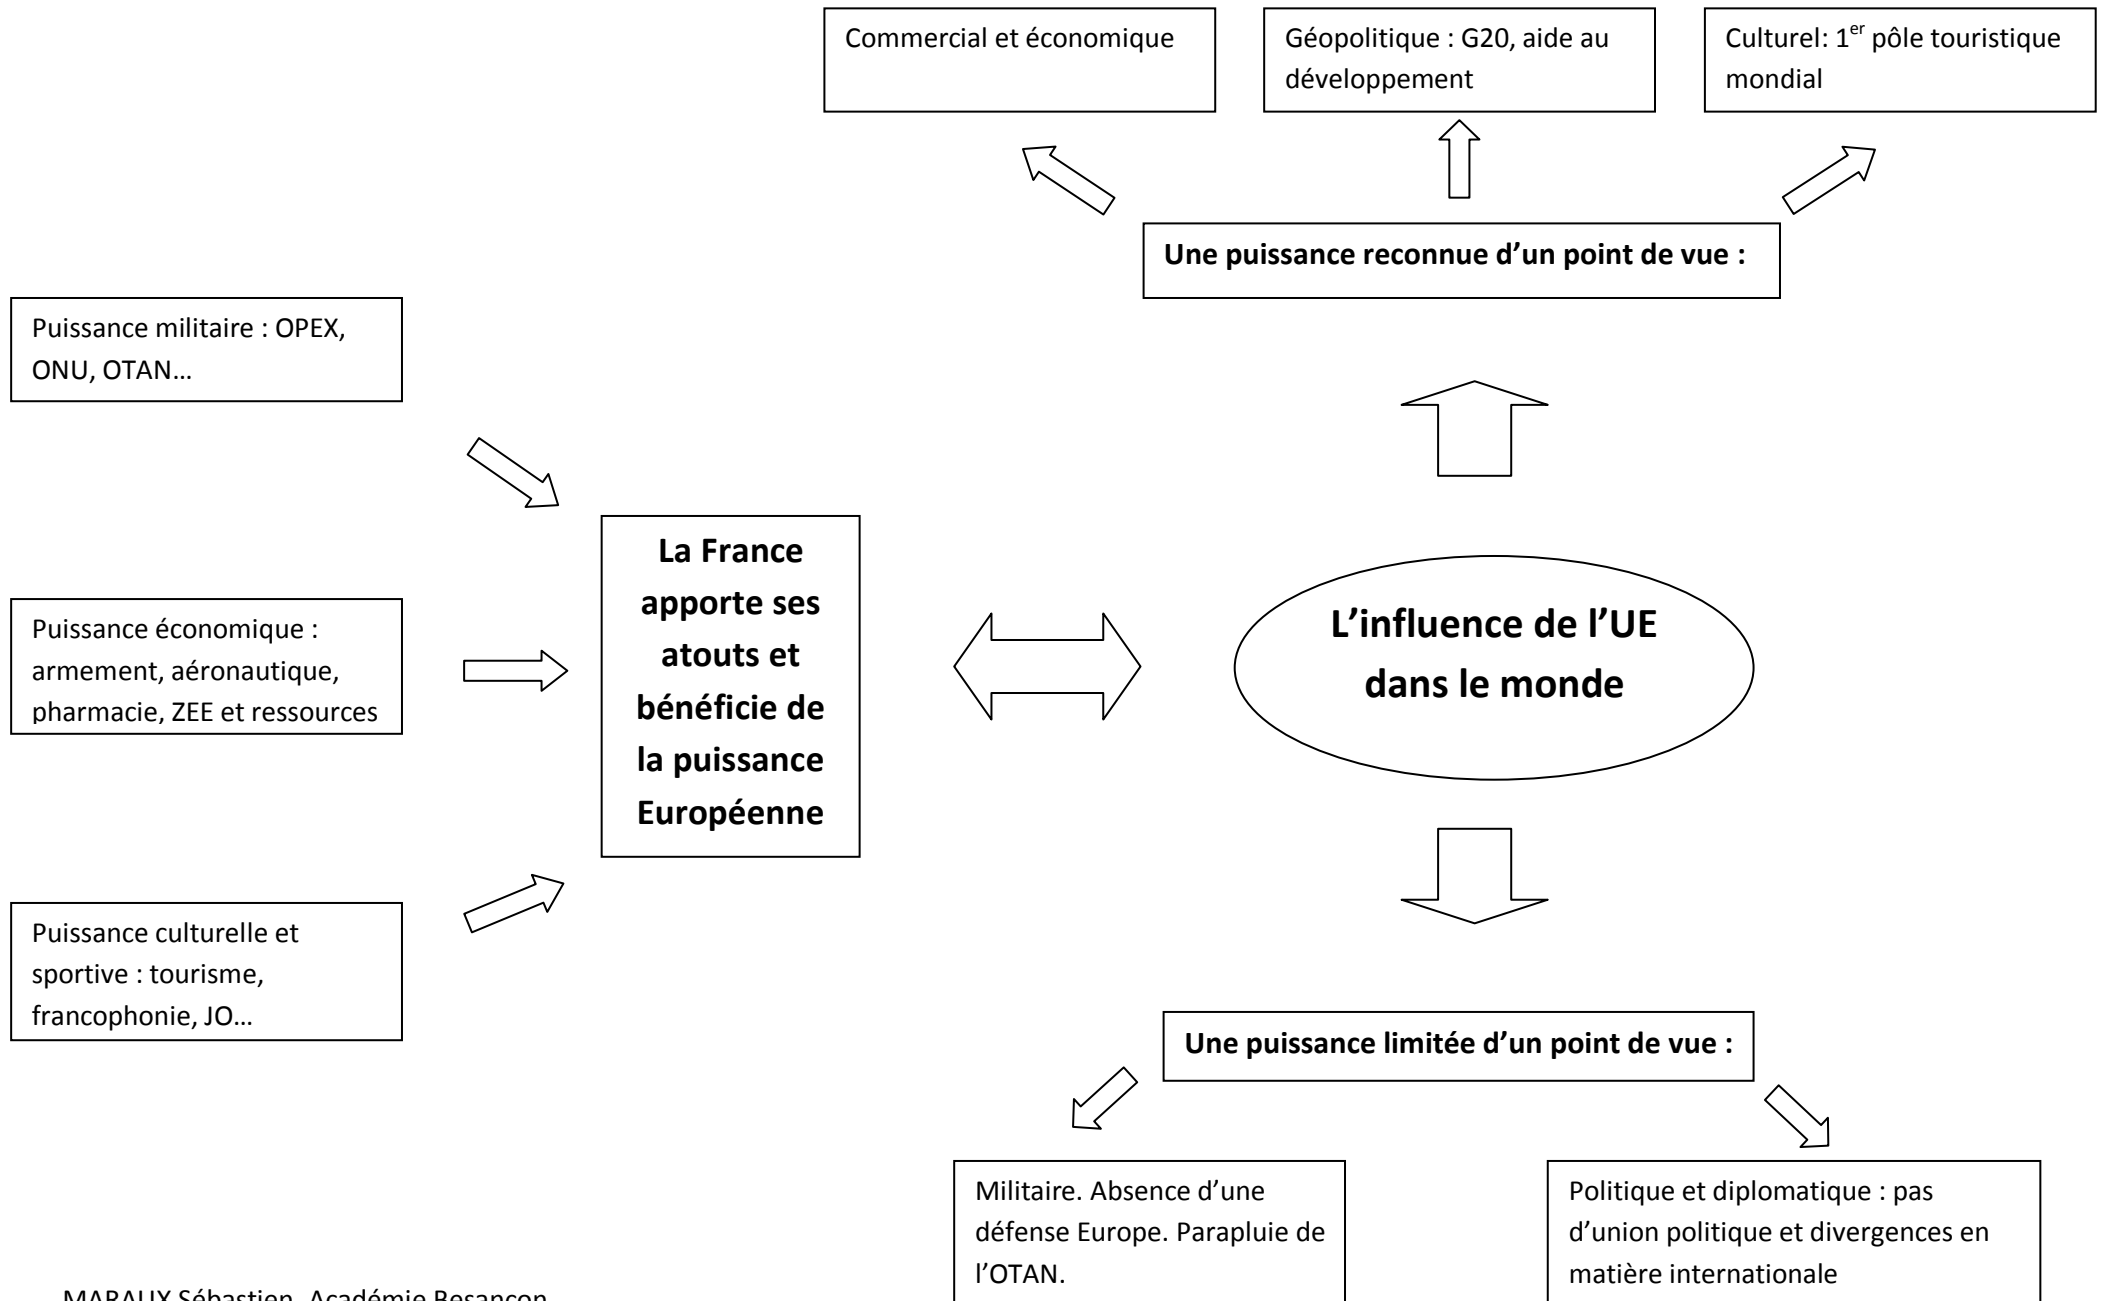 Commercial et économique
Géopolitique : G20, aide au
développement
Culturel: 1er pôle touristique
mondial
Une puissance reconnue d’un point de vue :
Puissance militaire : OPEX,
ONU, OTAN…
La France
apporte ses
atouts et
bénéficie de
la puissance
Européenne
L’influence de l’UE
dans le monde
Puissance économique :
armement, aéronautique,
pharmacie, ZEE et ressources
Puissance culturelle et
sportive : tourisme,
francophonie, JO…
Une puissance limitée d’un point de vue :
Militaire. Absence d’une
défense Europe. Parapluie de
l’OTAN.
Politique et diplomatique : pas
d’union politique et divergences en
matière internationale
MARAUX Sébastien, Académie Besançon